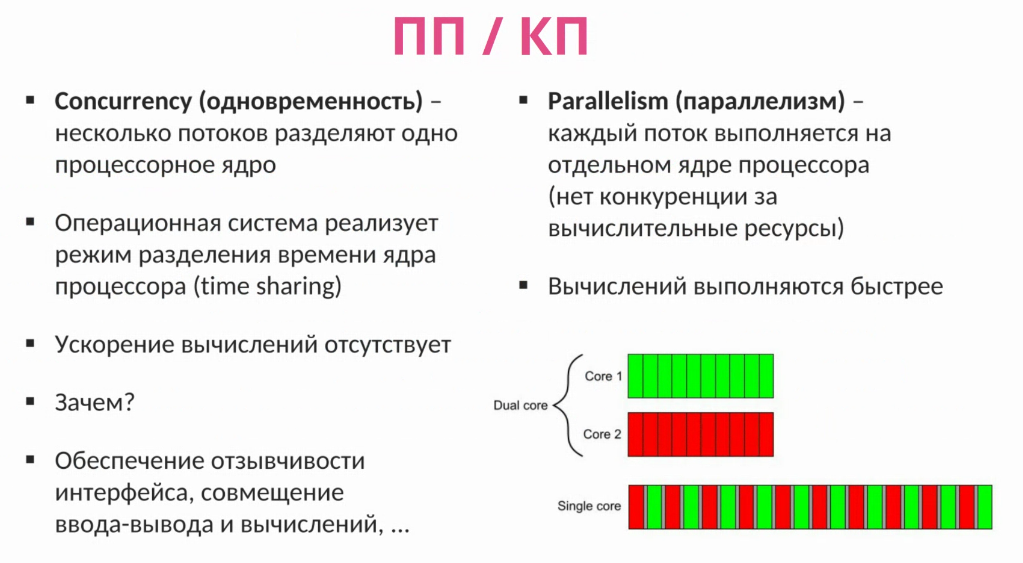 ПП / КП
▪ Concurrency (одновременность) –
несколько потоков разделяют одно
процессорное ядро
▪ Операционная система реализует
режим разделения времени ядра
процессора (time sharing)
▪ Ускорение вычислений отсутствует
▪ Зачем?
▪ Обеспечение отзывчивости
интерфейса, совмещение
ввода-вывода и вычислений, ...
▪ Parallelism (параллелизм) –
каждый поток выполняется на
отдельном ядре процессора
(нет конкуренции за
вычислительные ресурсы)
▪ Вычислений выполняются быстрее
Core 1
Dual core
Core 2
Single core